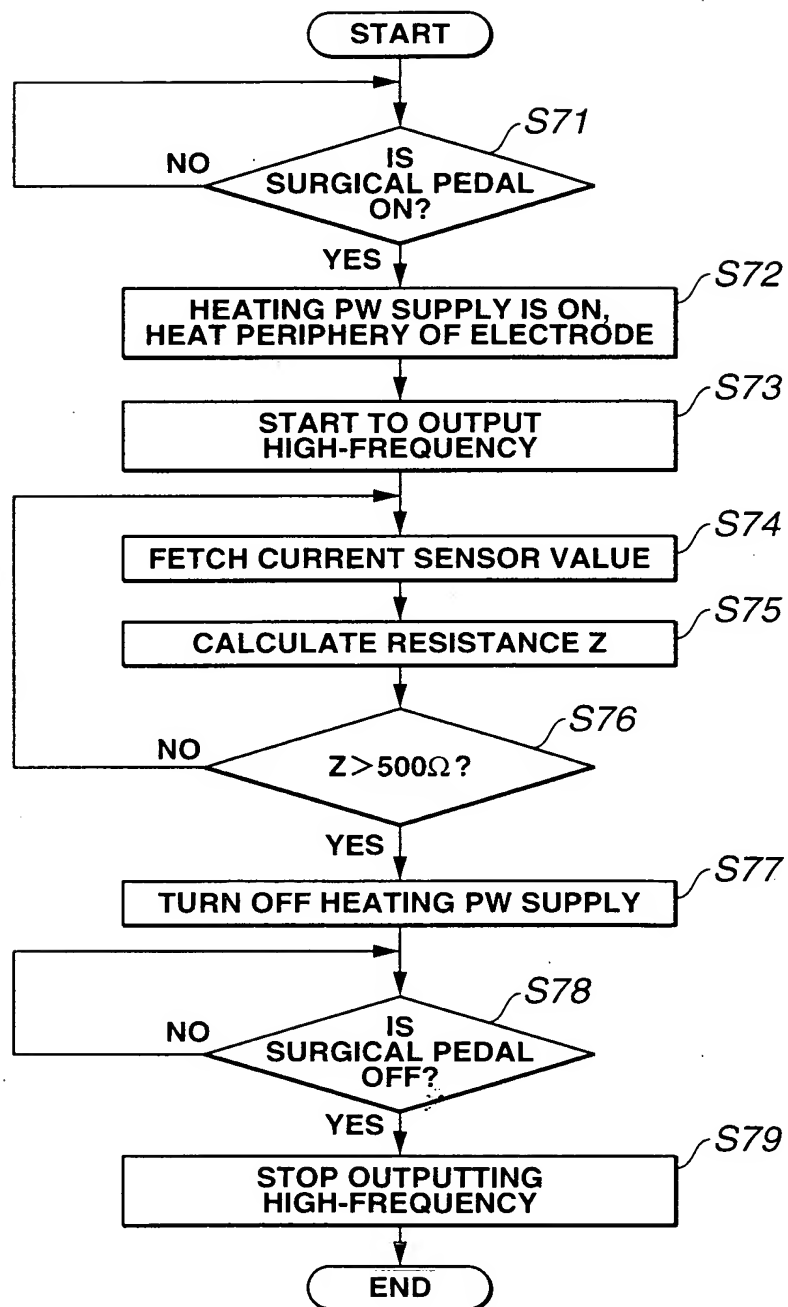 START
S71
NO
IS
SURGICAL PEDAL
ON?
YES
S72
HEATING PW SUPPLY IS ON,
HEAT PERIPHERY OF ELECTRODE
S73
START TO OUTPUT
HIGH-FREQUENCY
S74
FETCH CURRENT SENSOR VALUE
S75
CALCULATE RESISTANCE Z
S76
NO
Z>500Ω?
YES
S77
TURN OFF HEATING PW SUPPLY
S78
NO
IS
SURGICAL PEDAL
OFF?
YES
S79
STOP OUTPUTTING
HIGH-FREQUENCY
END